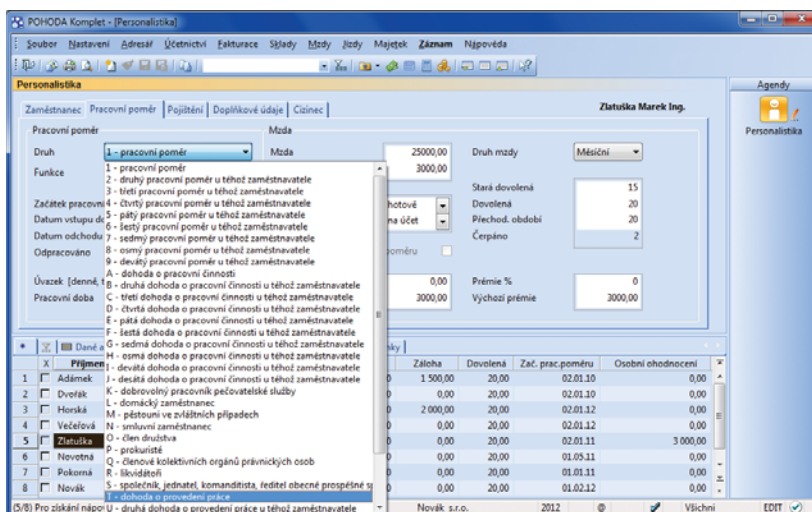 POHODA Komplet - [Personalistika]
Soubor Nastavení Adresář Účetnictví Fakturace Sklady Mzdy Jízdy Majetek Záznam Nápověda
Personalistika
Agendy
Personalistika
Zaměstnanec Pracovní poměr Pojištění Doplňkové údaje Cizinec
Zlatuška Marek Ing.
Pracovní poměr Mzda
Druh 1 - pracovní poměr Mzda 25000,00 Druh mzdy Měsíční
Funkce 3000,00
Stará dovolená 15
Začátek pracovní hotově Dovolená 20
Datum vstupu do na účet Přechod. období 20
Datum odchodu Čerpáno 2
Odpracováno poměru
Úvazek [denně, t 0,00 Prémie % 0
Pracovní doba 3000,00 Výchozí prémie 3000,00
1 - pracovní poměr
2 - druhý pracovní poměr u téhož zaměstnavatele
3 - třetí pracovní poměr u téhož zaměstnavatele
4 - čtvrtý pracovní poměr u téhož zaměstnavatele
5 - pátý pracovní poměr u téhož zaměstnavatele
6 - šestý pracovní poměr u téhož zaměstnavatele
7 - sedmý pracovní poměr u téhož zaměstnavatele
8 - osmý pracovní poměr u téhož zaměstnavatele
9 - devátý pracovní poměr u téhož zaměstnavatele
A - dohoda o pracovní činnosti
B - druhá dohoda o pracovní činnosti u téhož zaměstnavatele
C - třetí dohoda o pracovní činnosti u téhož zaměstnavatele
D - čtvrtá dohoda o pracovní činnosti u téhož zaměstnavatele
E - pátá dohoda o pracovní činnosti u téhož zaměstnavatele
F - šestá dohoda o pracovní činnosti u téhož zaměstnavatele
G - sedmá dohoda o pracovní činnosti u téhož zaměstnavatele
H - osmá dohoda o pracovní činnosti u téhož zaměstnavatele
I - devátá dohoda o pracovní činnosti u téhož zaměstnavatele
J - desátá dohoda o pracovní činnosti u téhož zaměstnavatele
K - dobrovolný pracovník pečovatelské služby
L - domácký zaměstnanec
M - pěstouni ve zvláštních případech
N - smluvní zaměstnanec
O - člen družstva
P - prokuristé
Q - členové kolektivních orgánů právnických osob
R - likvidátoři
S - společník, jednatel, komanditista, ředitel obecně prospěšné sp
T - dohoda o provedení práce
U - druhá dohoda o provedení práce u téhož zaměstnavatele
Daně a nky
X Příjmen Záloha Dovolená Zač. prac.poměru Osobní ohodnocení
1 Adámek 0 1 500,00 20,00 02.01.10 0,00
2 Dvořák 0 0,00 20,00 02.01.10 0,00
3 Horská 0 2 000,00 20,00 02.01.12 0,00
4 Večeřová 0 0,00 20,00 02.01.12 0,00
5 Zlatuška 0 0,00 20,00 02.01.11 3 000,00
6 Novotná 0 0,00 20,00 01.05.11 0,00
7 Pokorná 0 0,00 20,00 01.01.11 0,00
8 Novák 0 0,00 20,00 01.02.12 0,00
(5/8) Pro získání nápov Novák s.r.o. 2012 @ Všichni EDIT